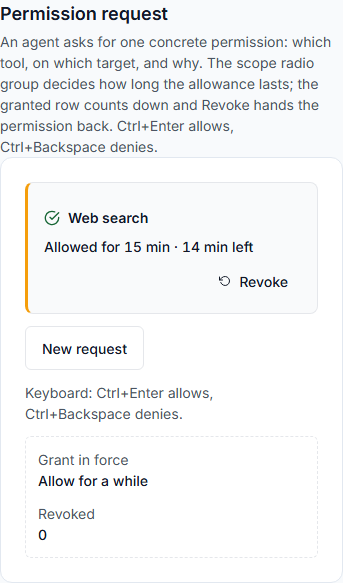 Permission request
An agent asks for one concrete permission: which
tool, on which target, and why. The scope radio
group decides how long the allowance lasts; the
granted row counts down and Revoke hands the
permission back. Ctrl+Enter allows,
Ctrl+Backspace denies.
Web search
Allowed for 15 min · 14 min left
Revoke
New request
Keyboard: Ctrl+Enter allows,
Ctrl+Backspace denies.
Grant in force
Allow for a while
Revoked
0